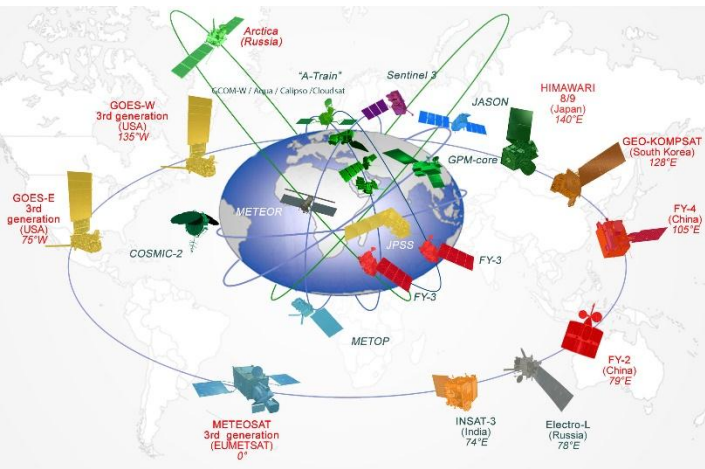 Arctica
(Russia)
"A-Train"
GCOM-W / Aqua / Calipso /Cloudsat
Sentinel 3
JASON
HIMAWARI
8/9
(Japan)
140°E
GOES-W
3rd generation
(USA)
135°W
GPM-core
GEO-KOMPSAT
(South Korea)
128°E
GOES-E
3rd
generation
(USA)
75°W
METEOR
COSMIC-2
JPSS
FY-3
FY-3
FY-4
(China)
105°E
METOP
FY-2
(China)
79°E
METEOSAT
3rd generation
(EUMETSAT)
0°
INSAT-3
(India)
74°E
Electro-L
(Russia)
78°E